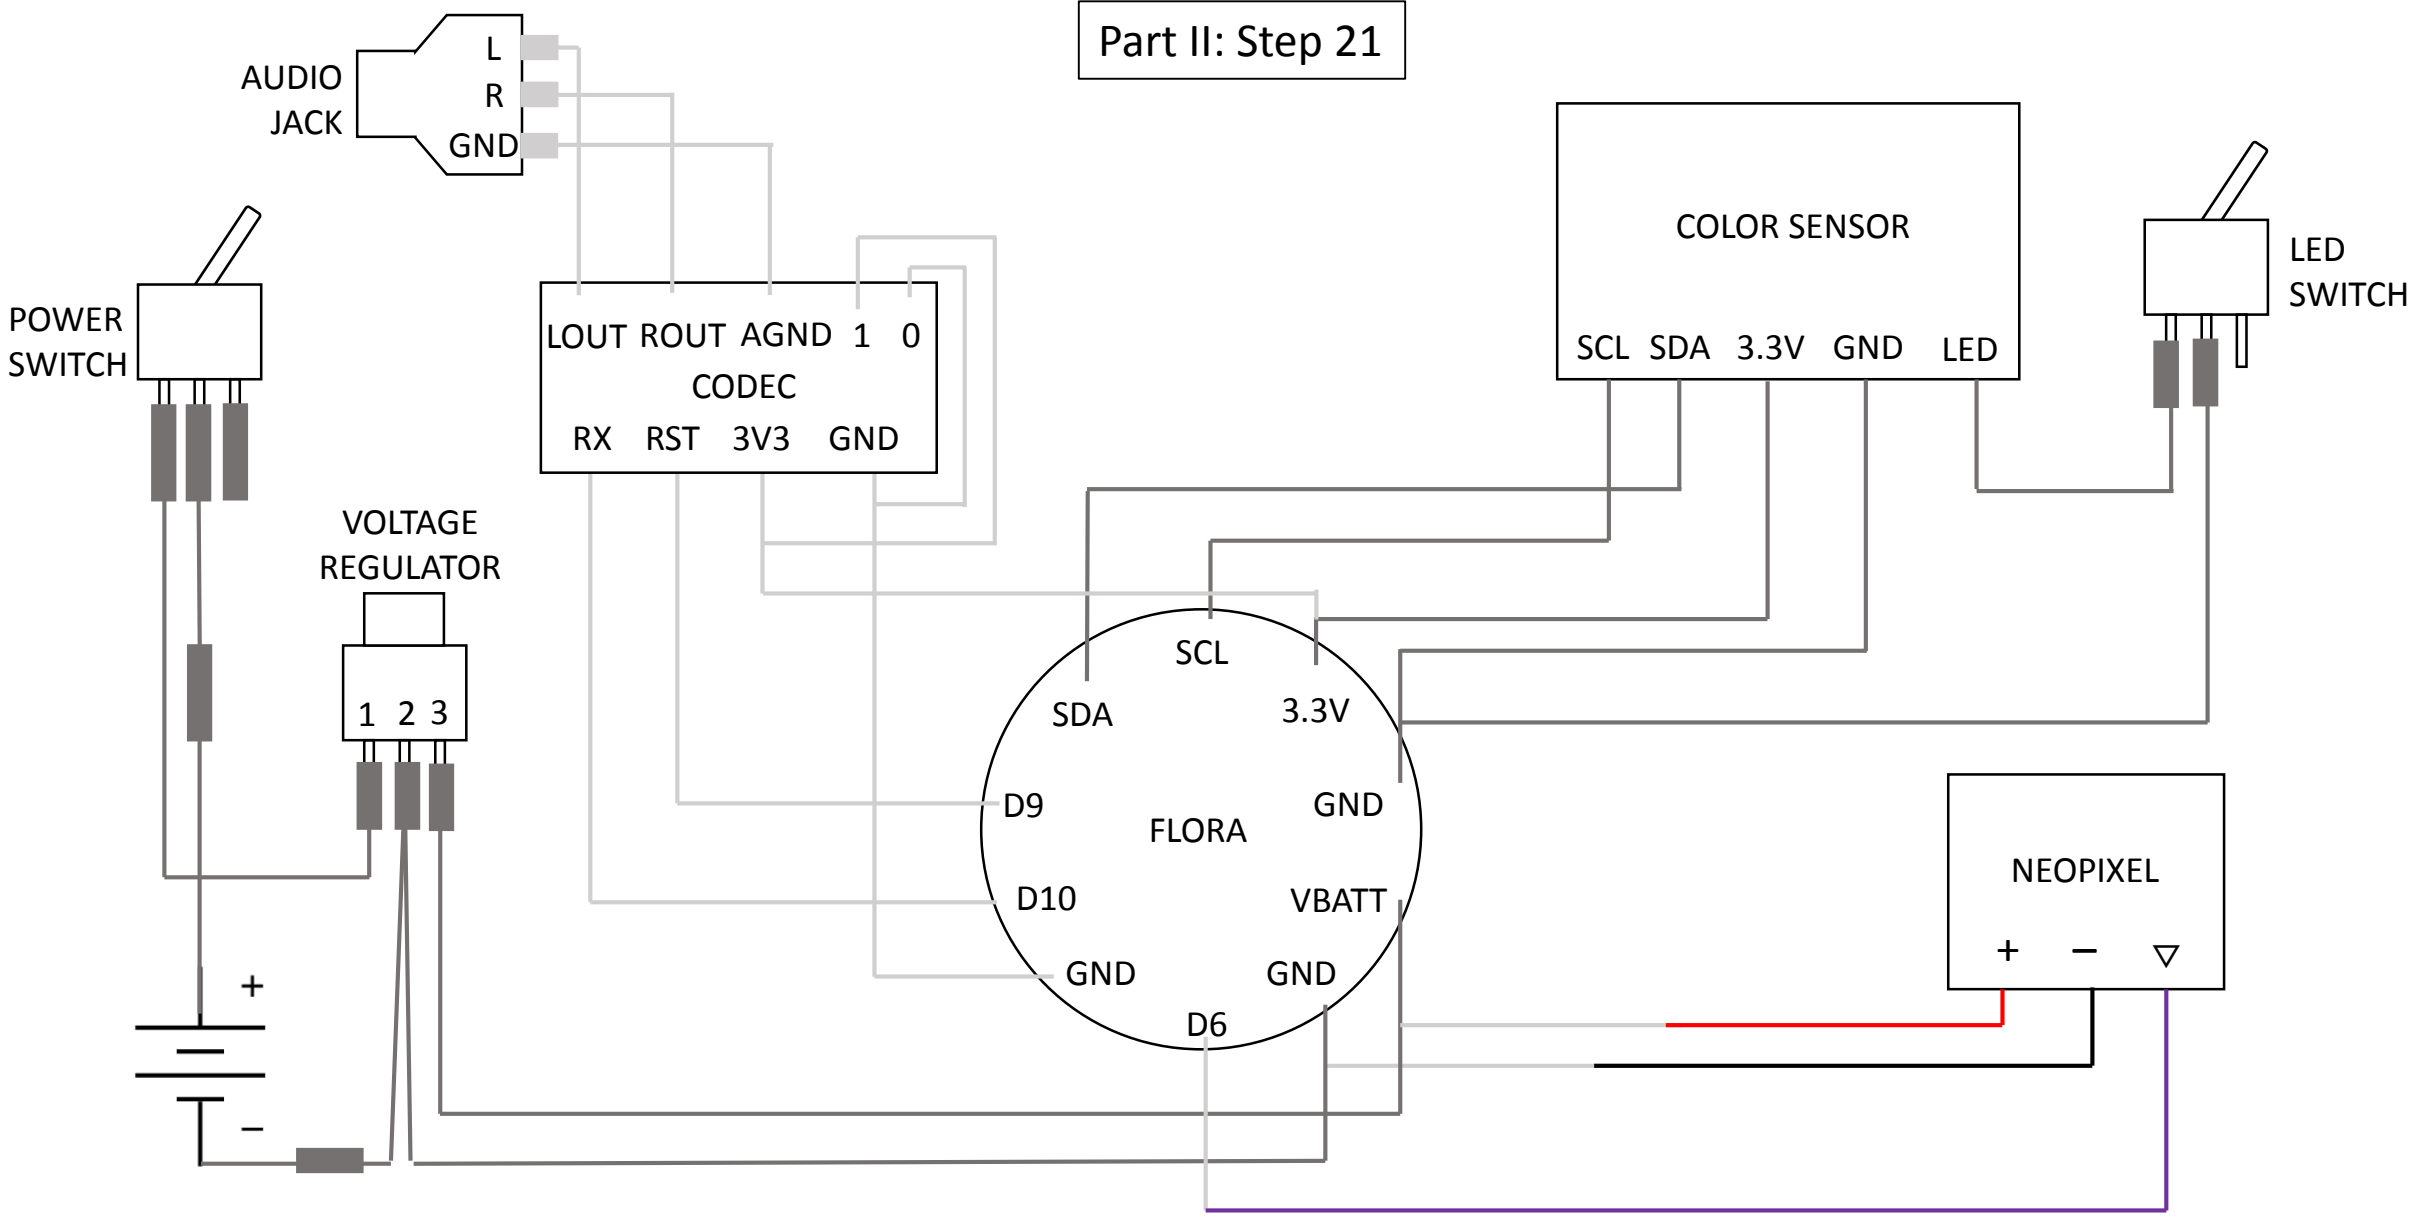 Part II: Step 21
AUDIO
JACK
L
R
GND
POWER
SWITCH
LOUT ROUT AGND 1 0
CODEC
RX RST 3V3 GND
COLOR SENSOR
SCL SDA 3.3V GND LED
LED
SWITCH
VOLTAGE
REGULATOR
1 2 3
SCL
SDA
3.3V
D9
GND
FLORA
D10
VBATT
GND
GND
D6
NEOPIXEL
+ − ▽
+
−